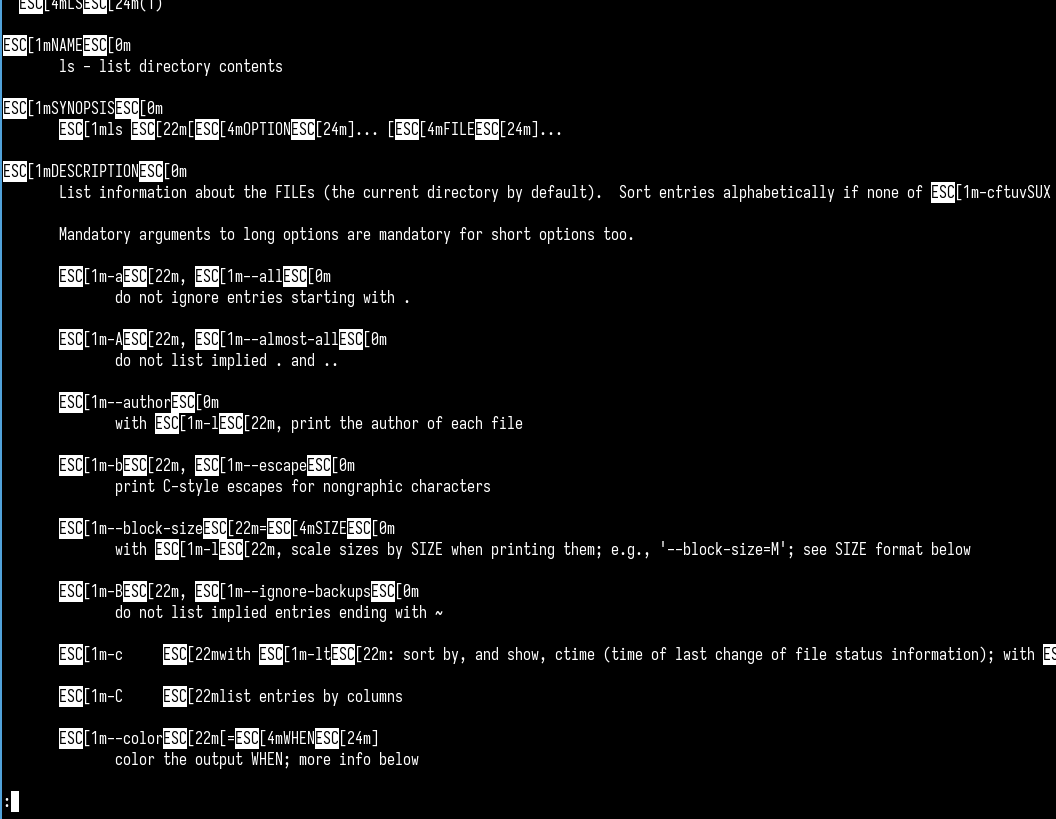 ESC[4mLSESC[24m(1)
ESC[1mNAMEESC[0m
ls - list directory contents
ESC[1mSYNOPSISESC[0m
ESC[1mls ESC[22m[ESC[4mOPTIONESC[24m]... [ESC[4mFILEESC[24m]...
ESC[1mDESCRIPTIONESC[0m
List information about the FILEs (the current directory by default).  Sort entries alphabetically if none of ESC[1m-cftuvSUX
Mandatory arguments to long options are mandatory for short options too.
ESC[1m-aESC[22m, ESC[1m--allESC[0m
do not ignore entries starting with .
ESC[1m-AESC[22m, ESC[1m--almost-allESC[0m
do not list implied . and ..
ESC[1m--authorESC[0m
with ESC[1m-lESC[22m, print the author of each file
ESC[1m-bESC[22m, ESC[1m--escapeESC[0m
print C-style escapes for nongraphic characters
ESC[1m--block-sizeESC[22m=ESC[4mSIZEESC[0m
with ESC[1m-lESC[22m, scale sizes by SIZE when printing them; e.g., '--block-size=M'; see SIZE format below
ESC[1m-BESC[22m, ESC[1m--ignore-backupsESC[0m
do not list implied entries ending with ~
ESC[1m-c     ESC[22mwith ESC[1m-ltESC[22m: sort by, and show, ctime (time of last change of file status information); with ES
ESC[1m-C     ESC[22mlist entries by columns
ESC[1m--colorESC[22m[=ESC[4mWHENESC[24m]
color the output WHEN; more info below
: